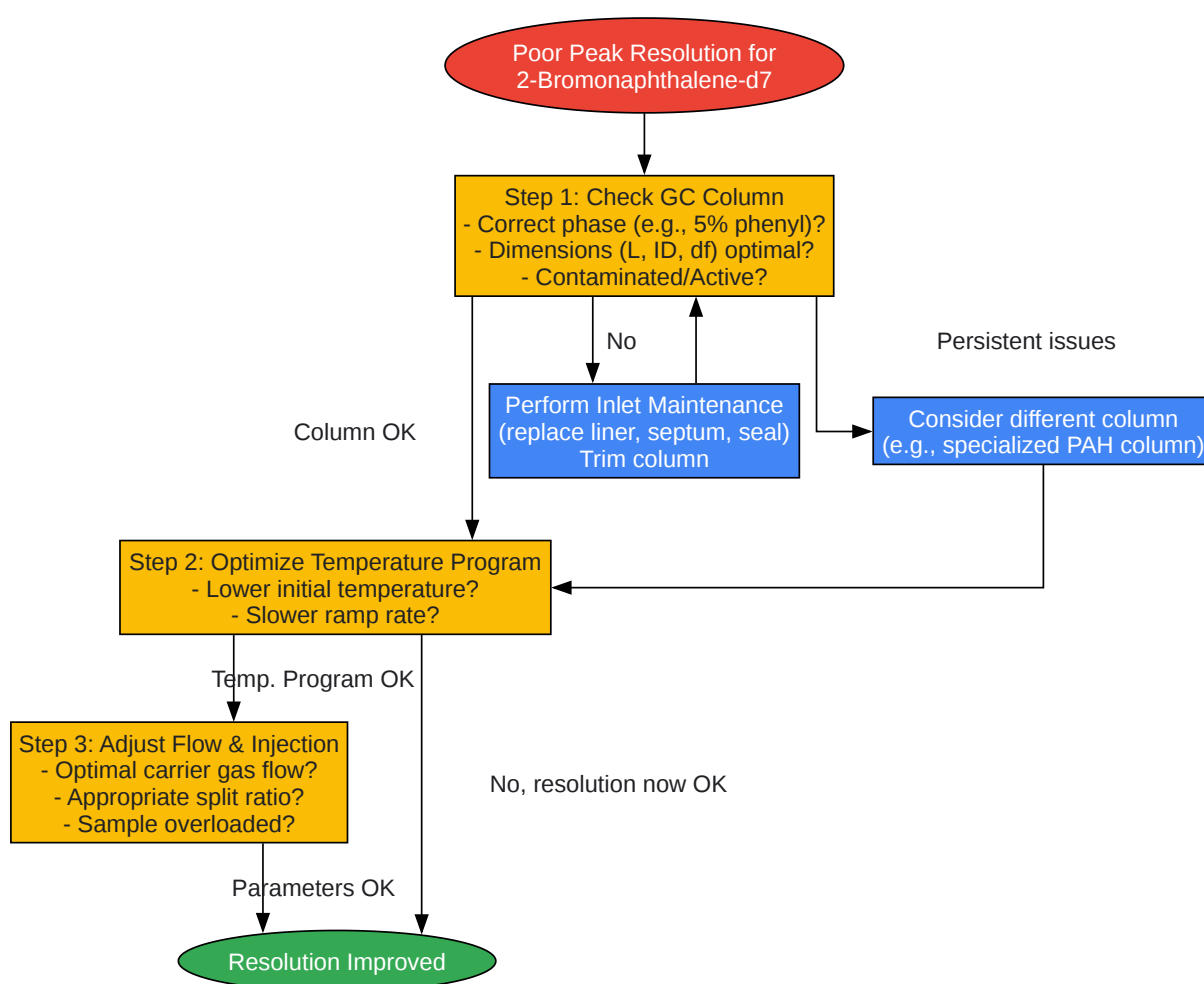 Poor Peak Resolution for
2-Bromonaphthalene-d7
Step 1: Check GC Column
- Correct phase (e.g., 5% phenyl)?
- Dimensions (L, ID, df) optimal?
- Contaminated/Active?
No
Persistent issues
Perform Inlet Maintenance
(replace liner, septum, seal)
Trim column
Consider different column
(e.g., specialized PAH column)
Column OK
Step 2: Optimize Temperature Program
- Lower initial temperature?
- Slower ramp rate?
Temp. Program OK
Step 3: Adjust Flow & Injection
- Optimal carrier gas flow?
- Appropriate split ratio?
- Sample overloaded?
No, resolution now OK
Parameters OK
Resolution Improved